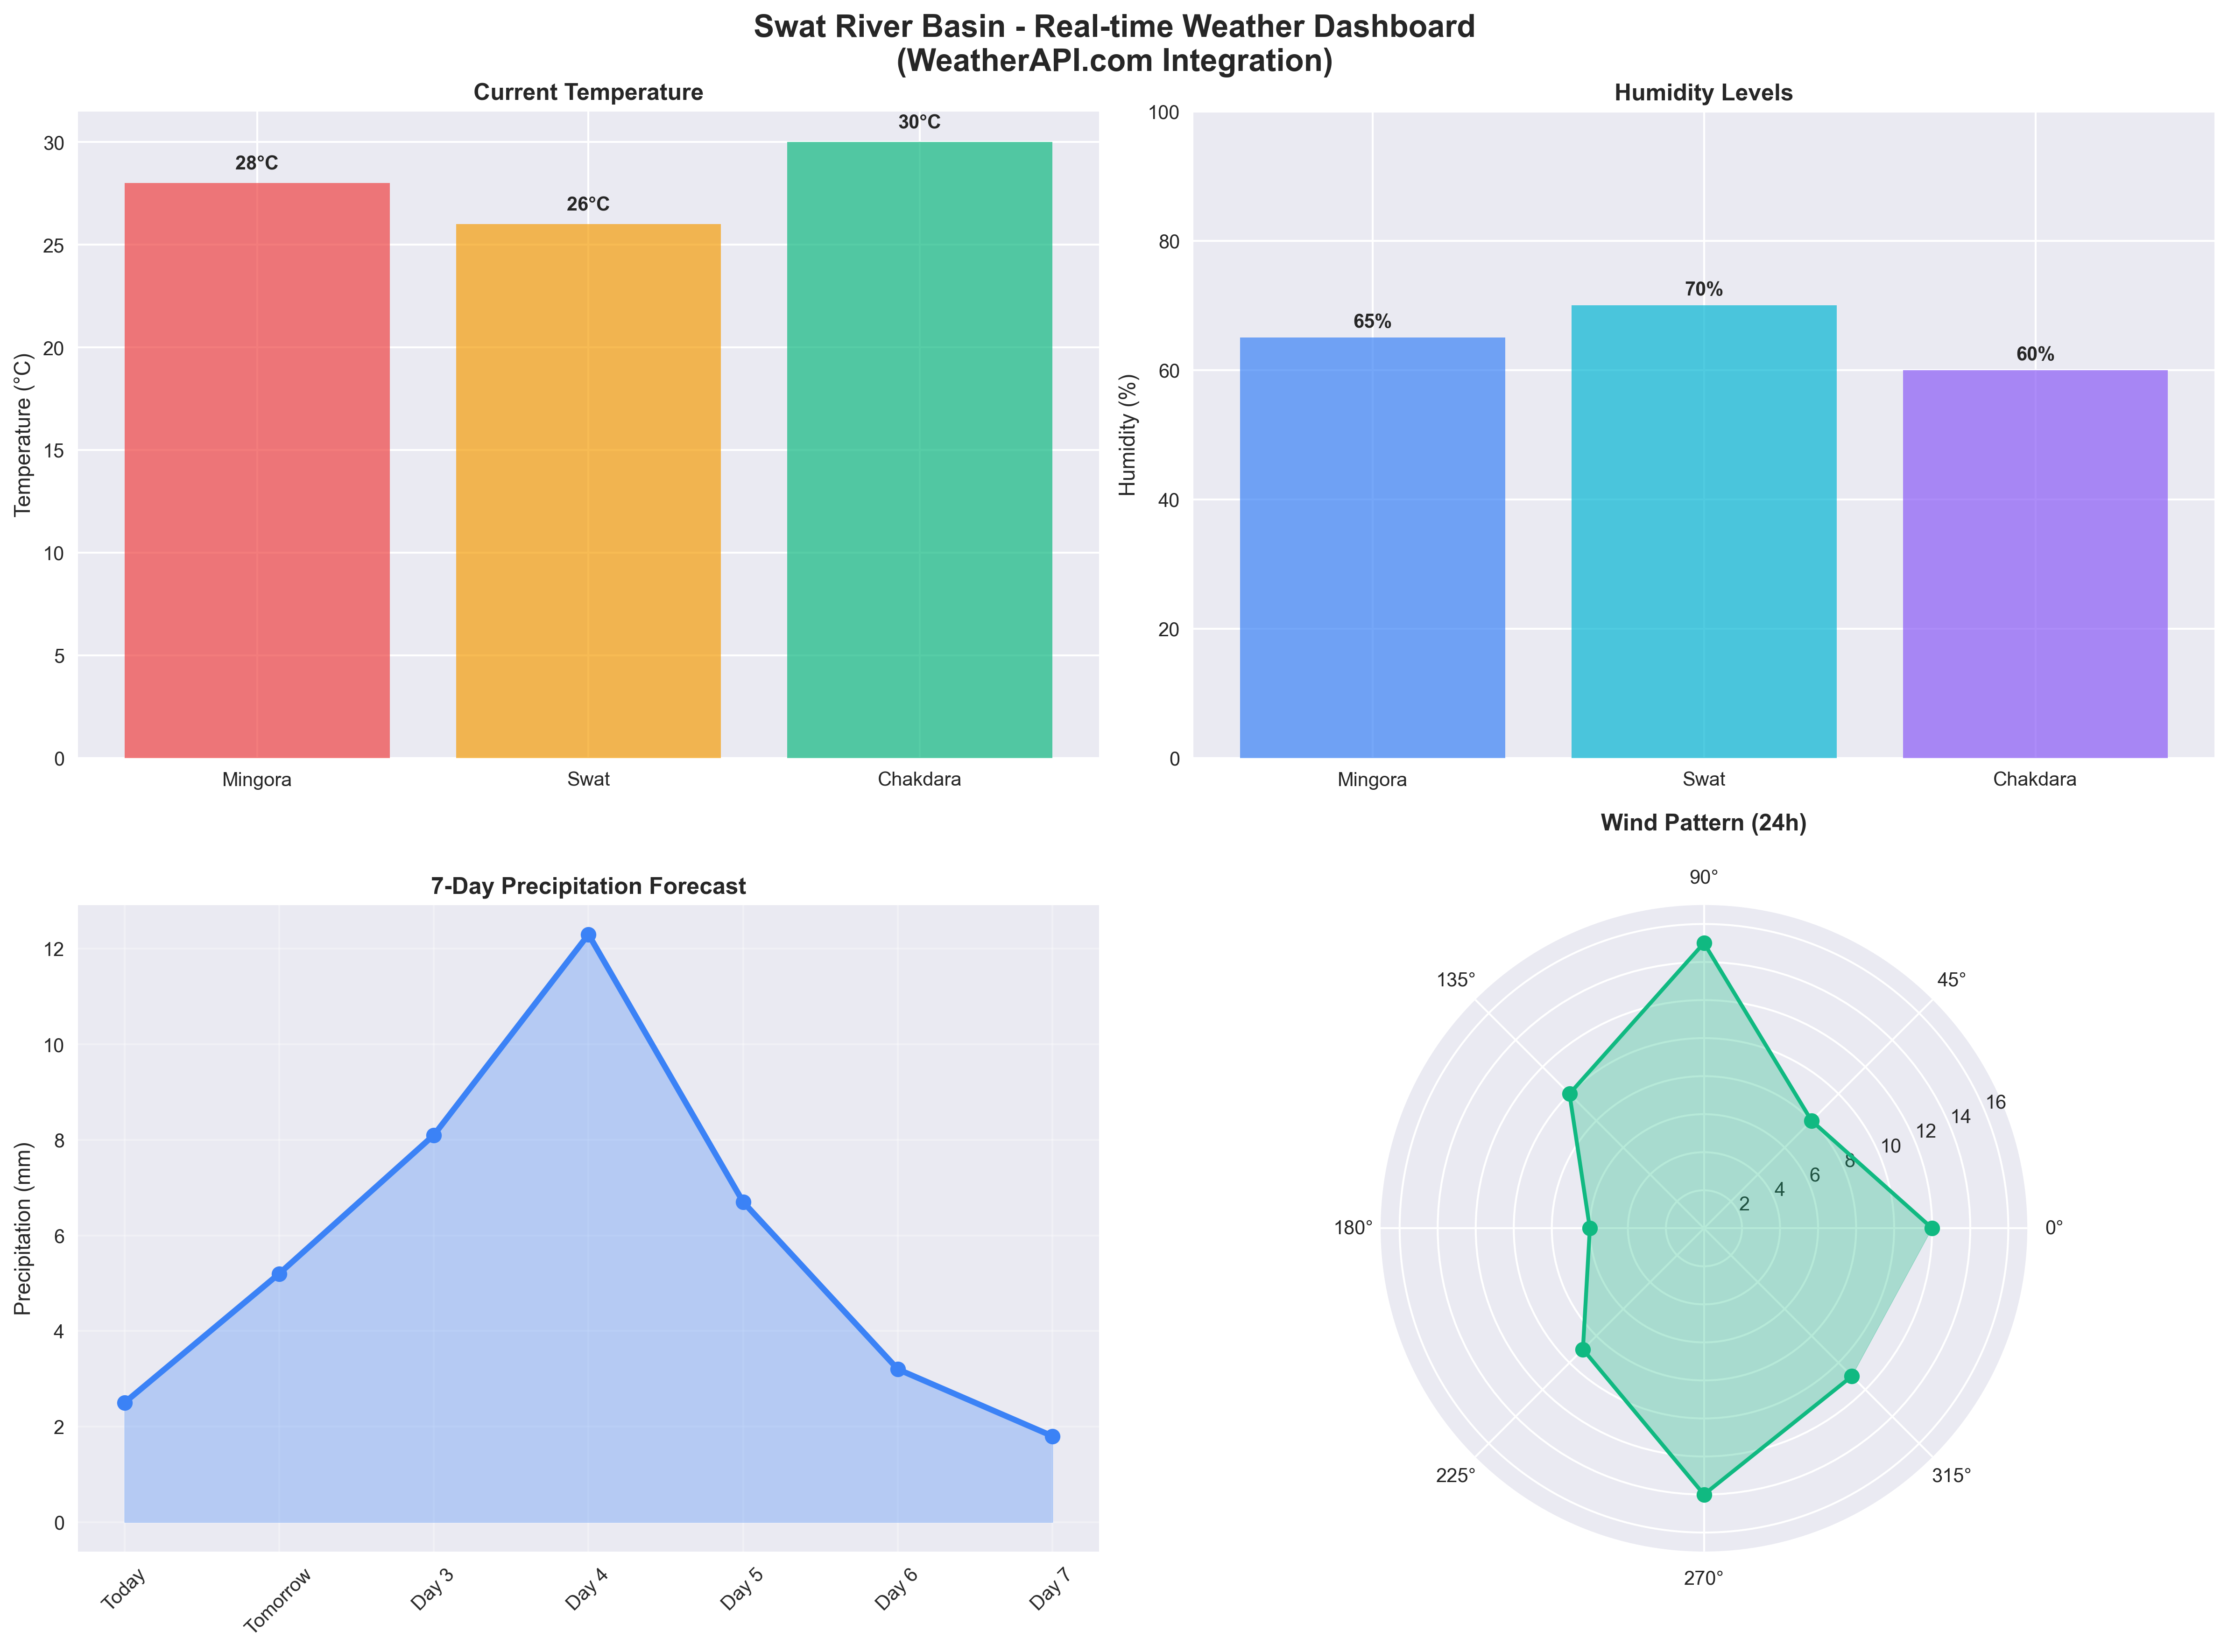 Swat River Basin - Real-time Weather Dashboard
(WeatherAPI.com Integration)
Current Temperature
Temperature (°C)
30
25
20
15
10
5
0
28°C
26°C
30°C
Mingora
Swat
Chakdara
Humidity Levels
Humidity (%)
100
80
60
40
20
0
65%
70%
60%
Mingora
Swat
Chakdara
7-Day Precipitation Forecast
Precipitation (mm)
12
10
8
6
4
2
0
Today
Tomorrow
Day 3
Day 4
Day 5
Day 6
Day 7
Wind Pattern (24h)
90°
135°
45°
180°
0°
225°
315°
270°
2
4
6
8
10
12
14
16